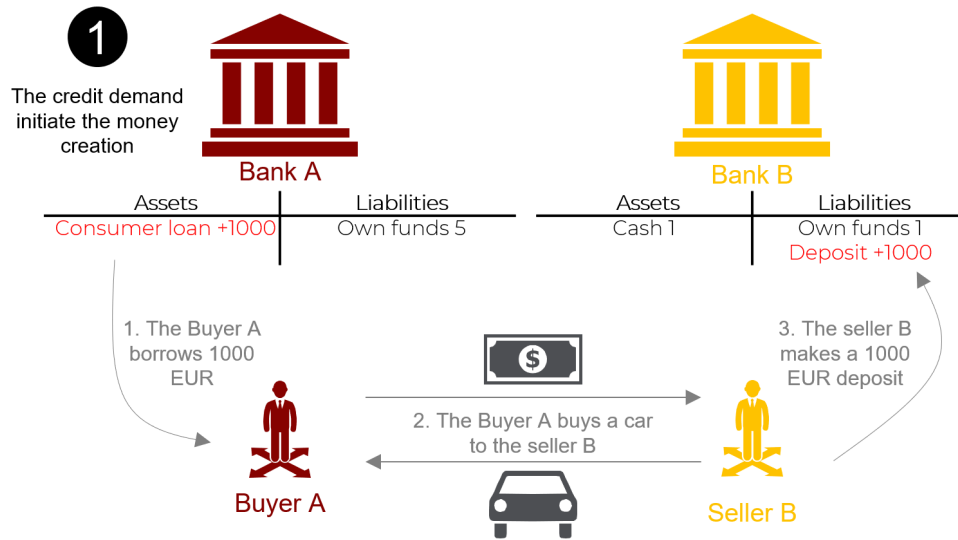 1
The credit demand
initiate the money
creation
Bank A
Bank B
Assets
Liabilities
Consumer loan +1000
Own funds 5
Assets
Liabilities
Cash 1
Own funds 1
Deposit +1000
1. The Buyer A
borrows 1000
EUR
$
2. The Buyer A buys a car
to the seller B
3. The seller B
makes a 1000
EUR deposit
Buyer A
Seller B